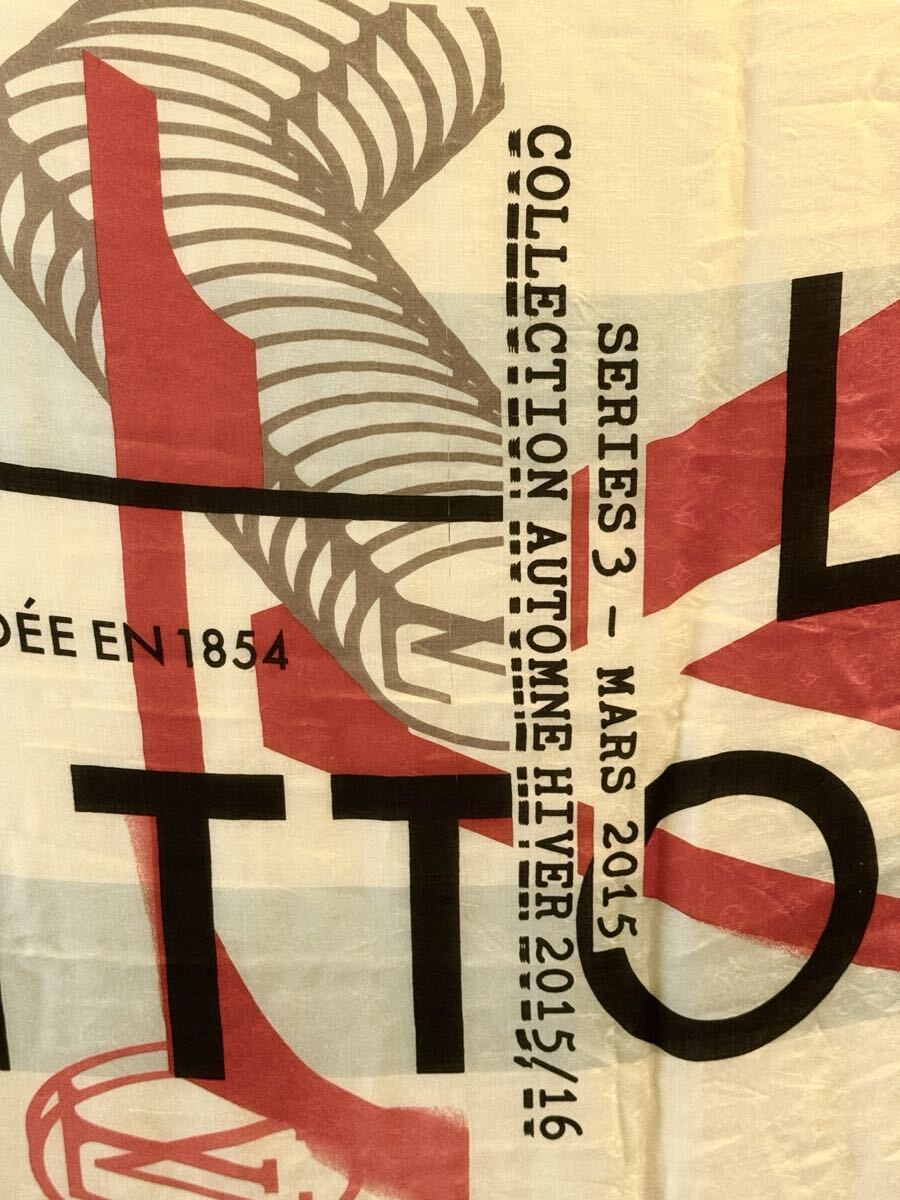 SERIES 3 - MARS 2015
COLLECTION AUTOMNE HIVER 2015/16
DÉE EN 1854
L
TTO